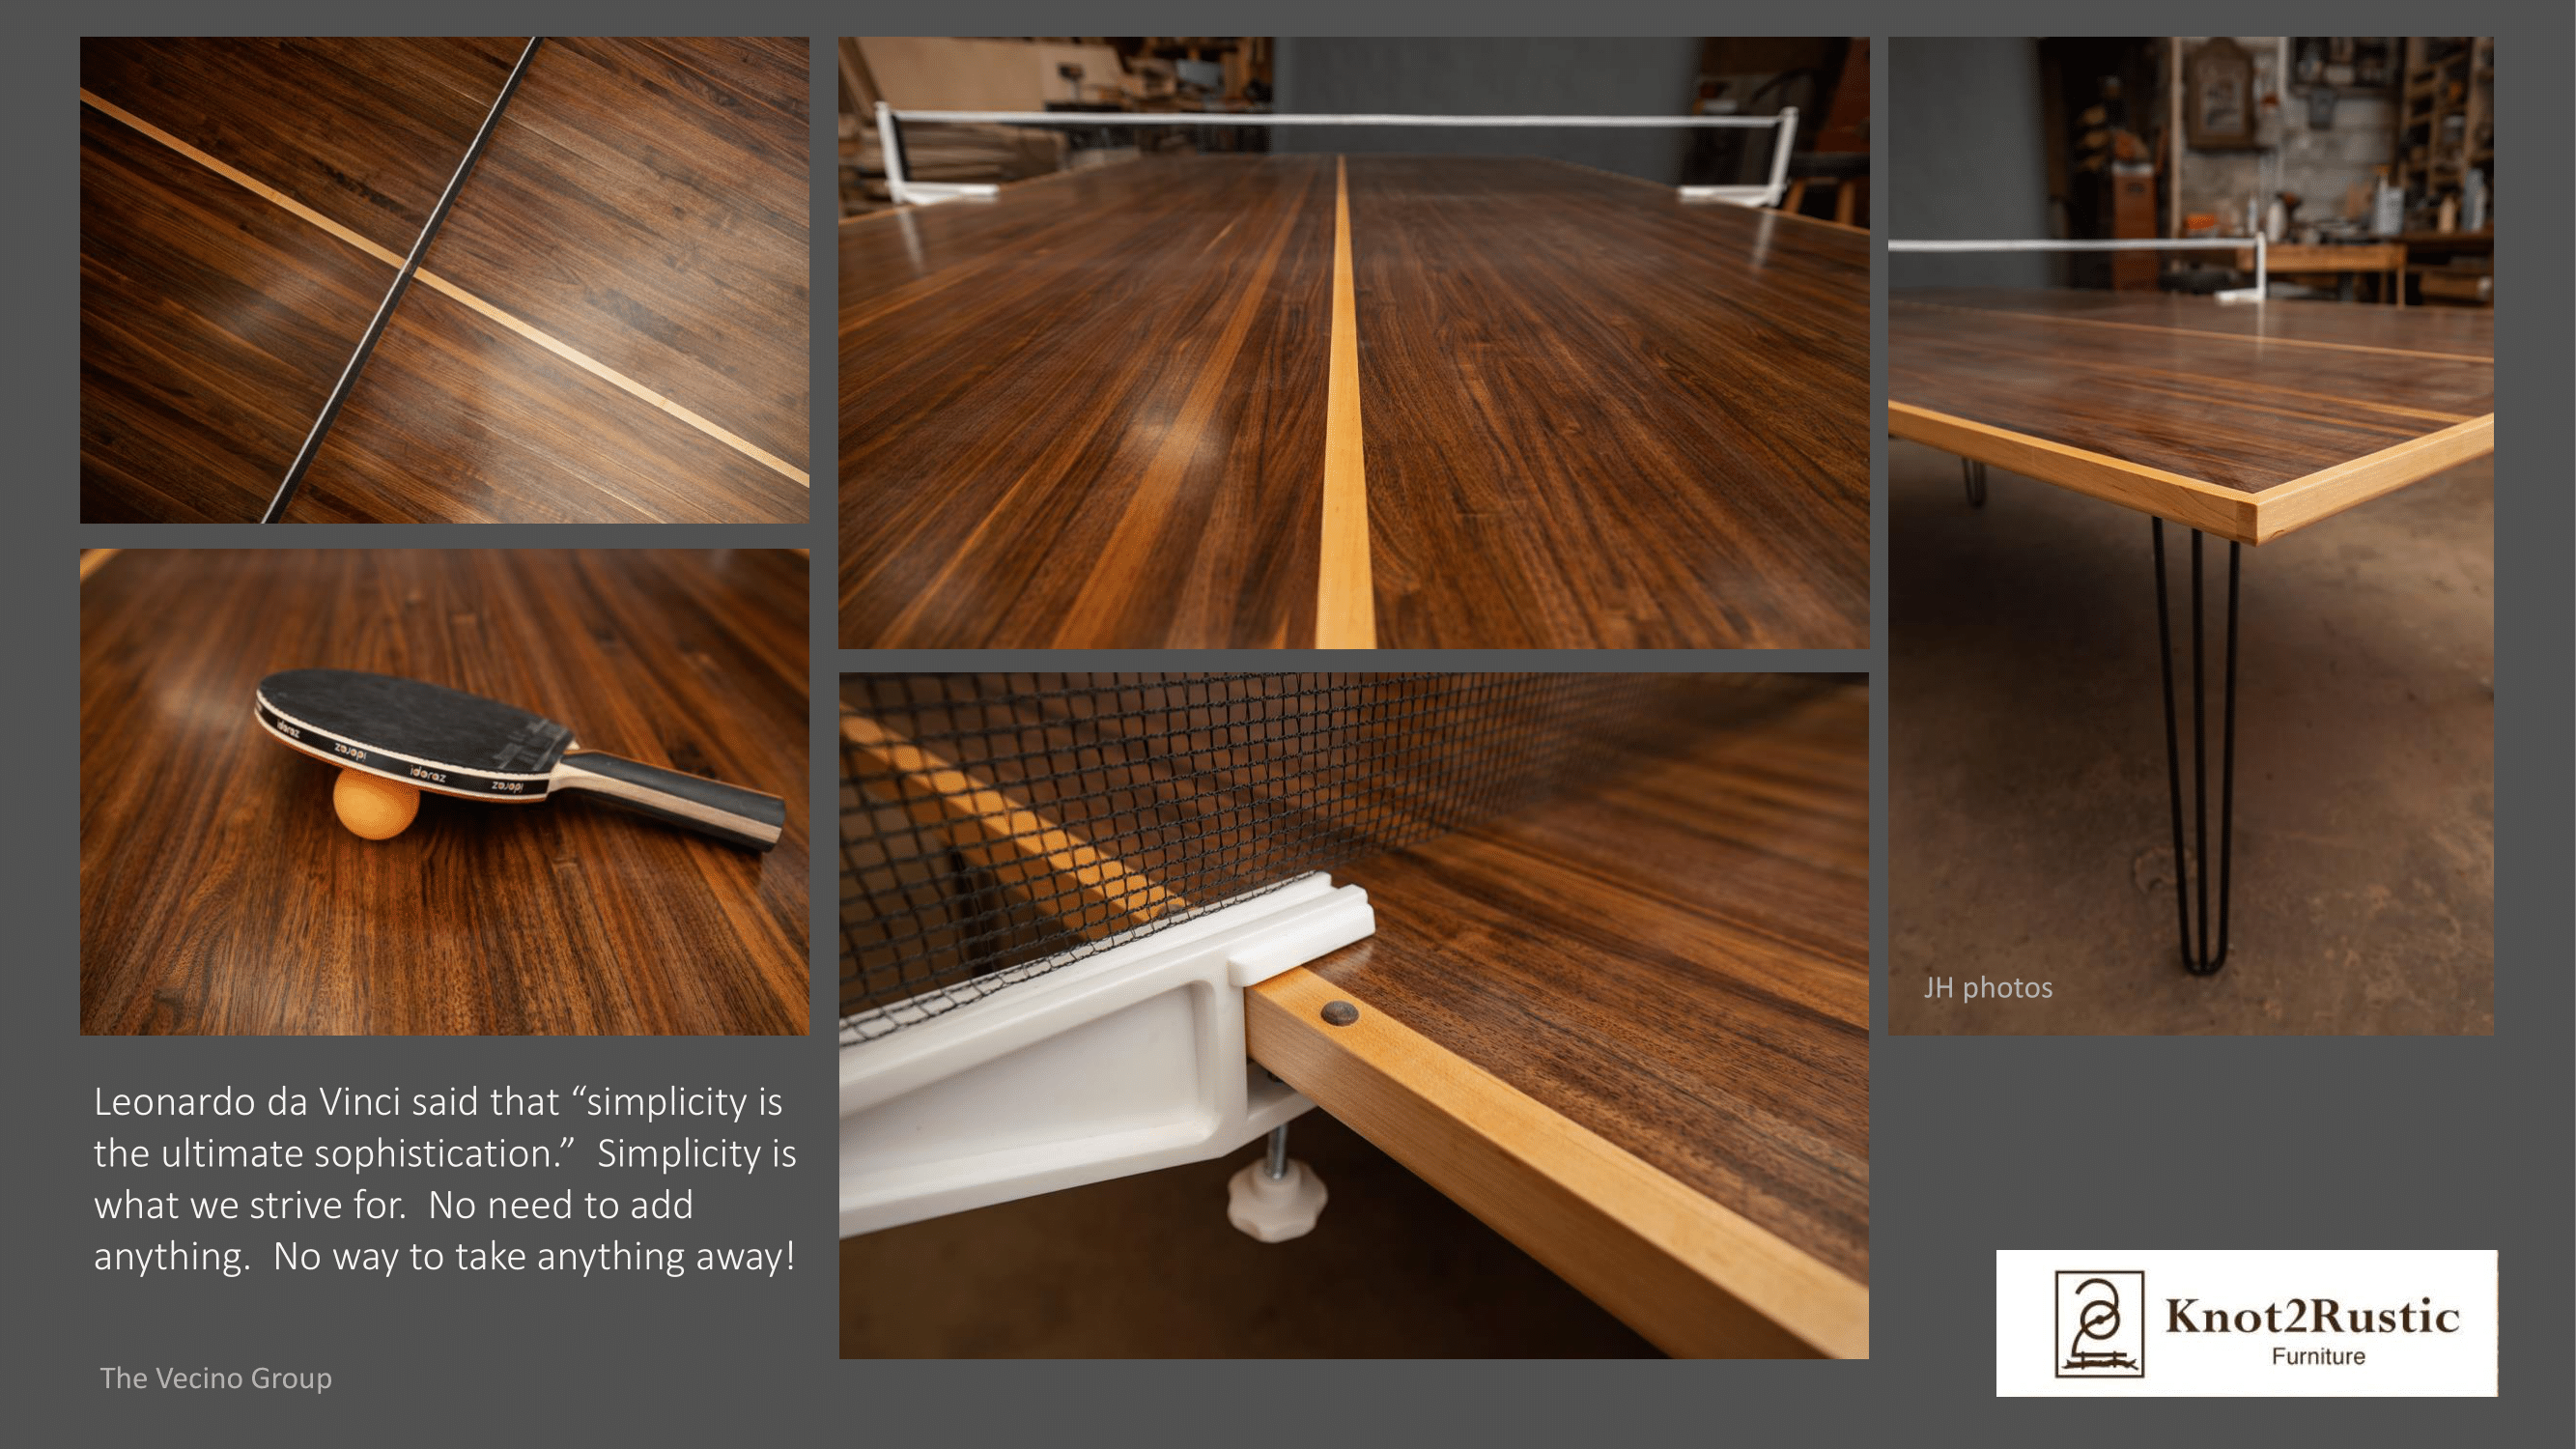 idoraz
idoraz
idoraz
idoraz
JH photos
Leonardo da Vinci said that “simplicity is
the ultimate sophistication.”  Simplicity is
what we strive for.  No need to add
anything.  No way to take anything away!
The Vecino Group
Knot2Rustic
Furniture